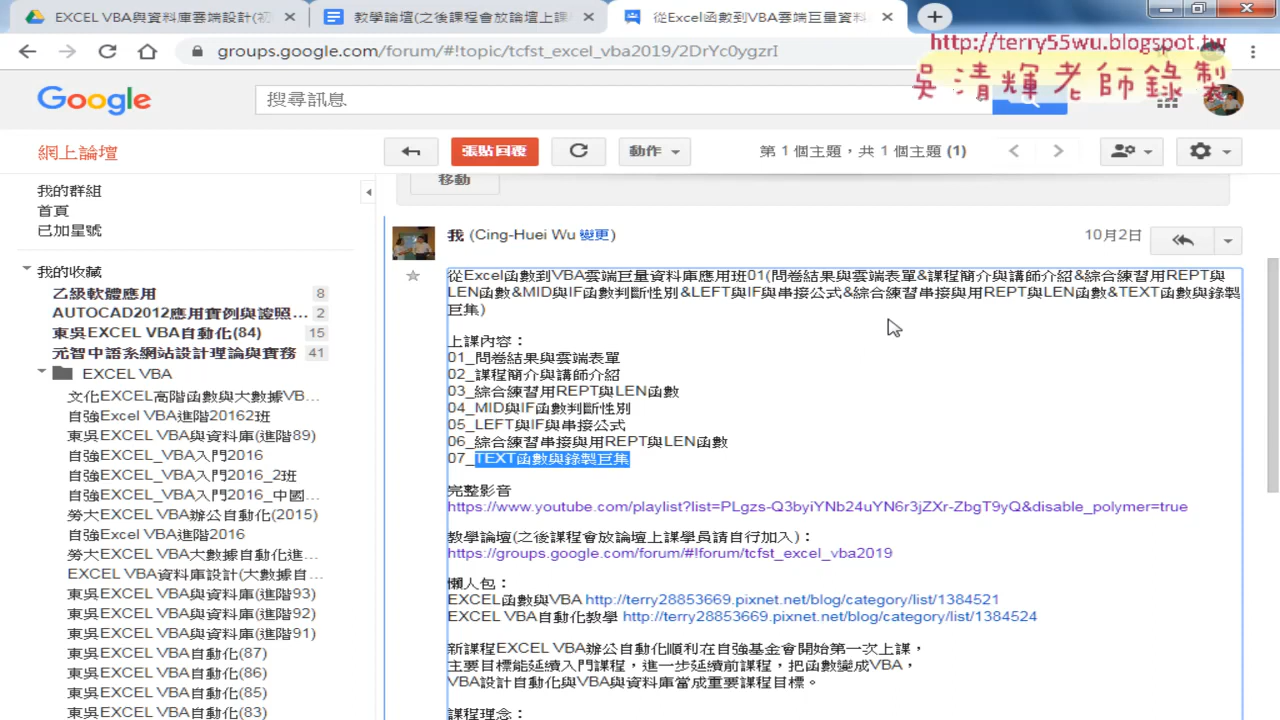 EXCEL VBA與資料庫雲端設計(初
教學論壇(之後課程會放論壇上課
從Excel函數到VBA雲端巨量資料
groups.google.com/forum/#!topic/tcfst_excel_vba2019/2DrYc0ygzrI
http://terry55wu.blogspot.tw
吳清輝老師錄製
Google
搜尋訊息
網上論壇
張貼回覆
動作
第 1 個主題，共 1 個主題 (1)
我的群組
首頁
已加星號
我的收藏
乙級軟體應用 8
AUTOCAD2012應用實例與證照... 2
東吳EXCEL VBA自動化(84) 15
元智中語系網站設計理論與實務 41
EXCEL VBA
文化EXCEL高階函數與大數據VB...
自強Excel VBA進階20162班
東吳EXCEL VBA與資料庫(進階89)
自強EXCEL_VBA入門2016
自強EXCEL_VBA入門2016_2班
自強EXCEL_VBA入門2016_中國...
勞大EXCEL VBA辦公自動化(2015)
自強Excel VBA進階2016
勞大EXCEL VBA大數據自動化進...
EXCEL VBA資料庫設計(大數據自...
東吳EXCEL VBA與資料庫(進階93)
東吳EXCEL VBA與資料庫(進階92)
東吳EXCEL VBA與資料庫(進階91)
東吳EXCEL VBA自動化(87)
東吳EXCEL VBA自動化(86)
東吳EXCEL VBA自動化(85)
東吳EXCEL VBA自動化(83)
移動
我 (Cing-Huei Wu 變更)
10月2日
從Excel函數到VBA雲端巨量資料庫應用班01(問卷結果與雲端表單&課程簡介與講師介紹&綜合練習用REPT與
LEN函數&MID與IF函數判斷性別&LEFT與IF與串接公式&綜合練習串接與用REPT與LEN函數&TEXT函數與錄製
巨集)
上課內容：
01_問卷結果與雲端表單
02_課程簡介與講師介紹
03_綜合練習用REPT與LEN函數
04_MID與IF函數判斷性別
05_LEFT與IF與串接公式
06_綜合練習串接與用REPT與LEN函數
07_TEXT函數與錄製巨集
完整影音
https://www.youtube.com/playlist?list=PLgzs-Q3byiYNb24uYN6r3jZXr-ZbgT9yQ&disable_polymer=true
教學論壇(之後課程會放論壇上課學員請自行加入)：
https://groups.google.com/forum/#!forum/tcfst_excel_vba2019
懶人包：
EXCEL函數與VBA http://terry28853669.pixnet.net/blog/category/list/1384521
EXCEL VBA自動化教學 http://terry28853669.pixnet.net/blog/category/list/1384524
新課程EXCEL VBA辦公自動化順利在自強基金會開始第一次上課，
主要目標能延續入門課程，進一步延續前課程，把函數變成VBA，
VBA設計自動化與VBA與資料庫當成重要課程目標。
課程理念：